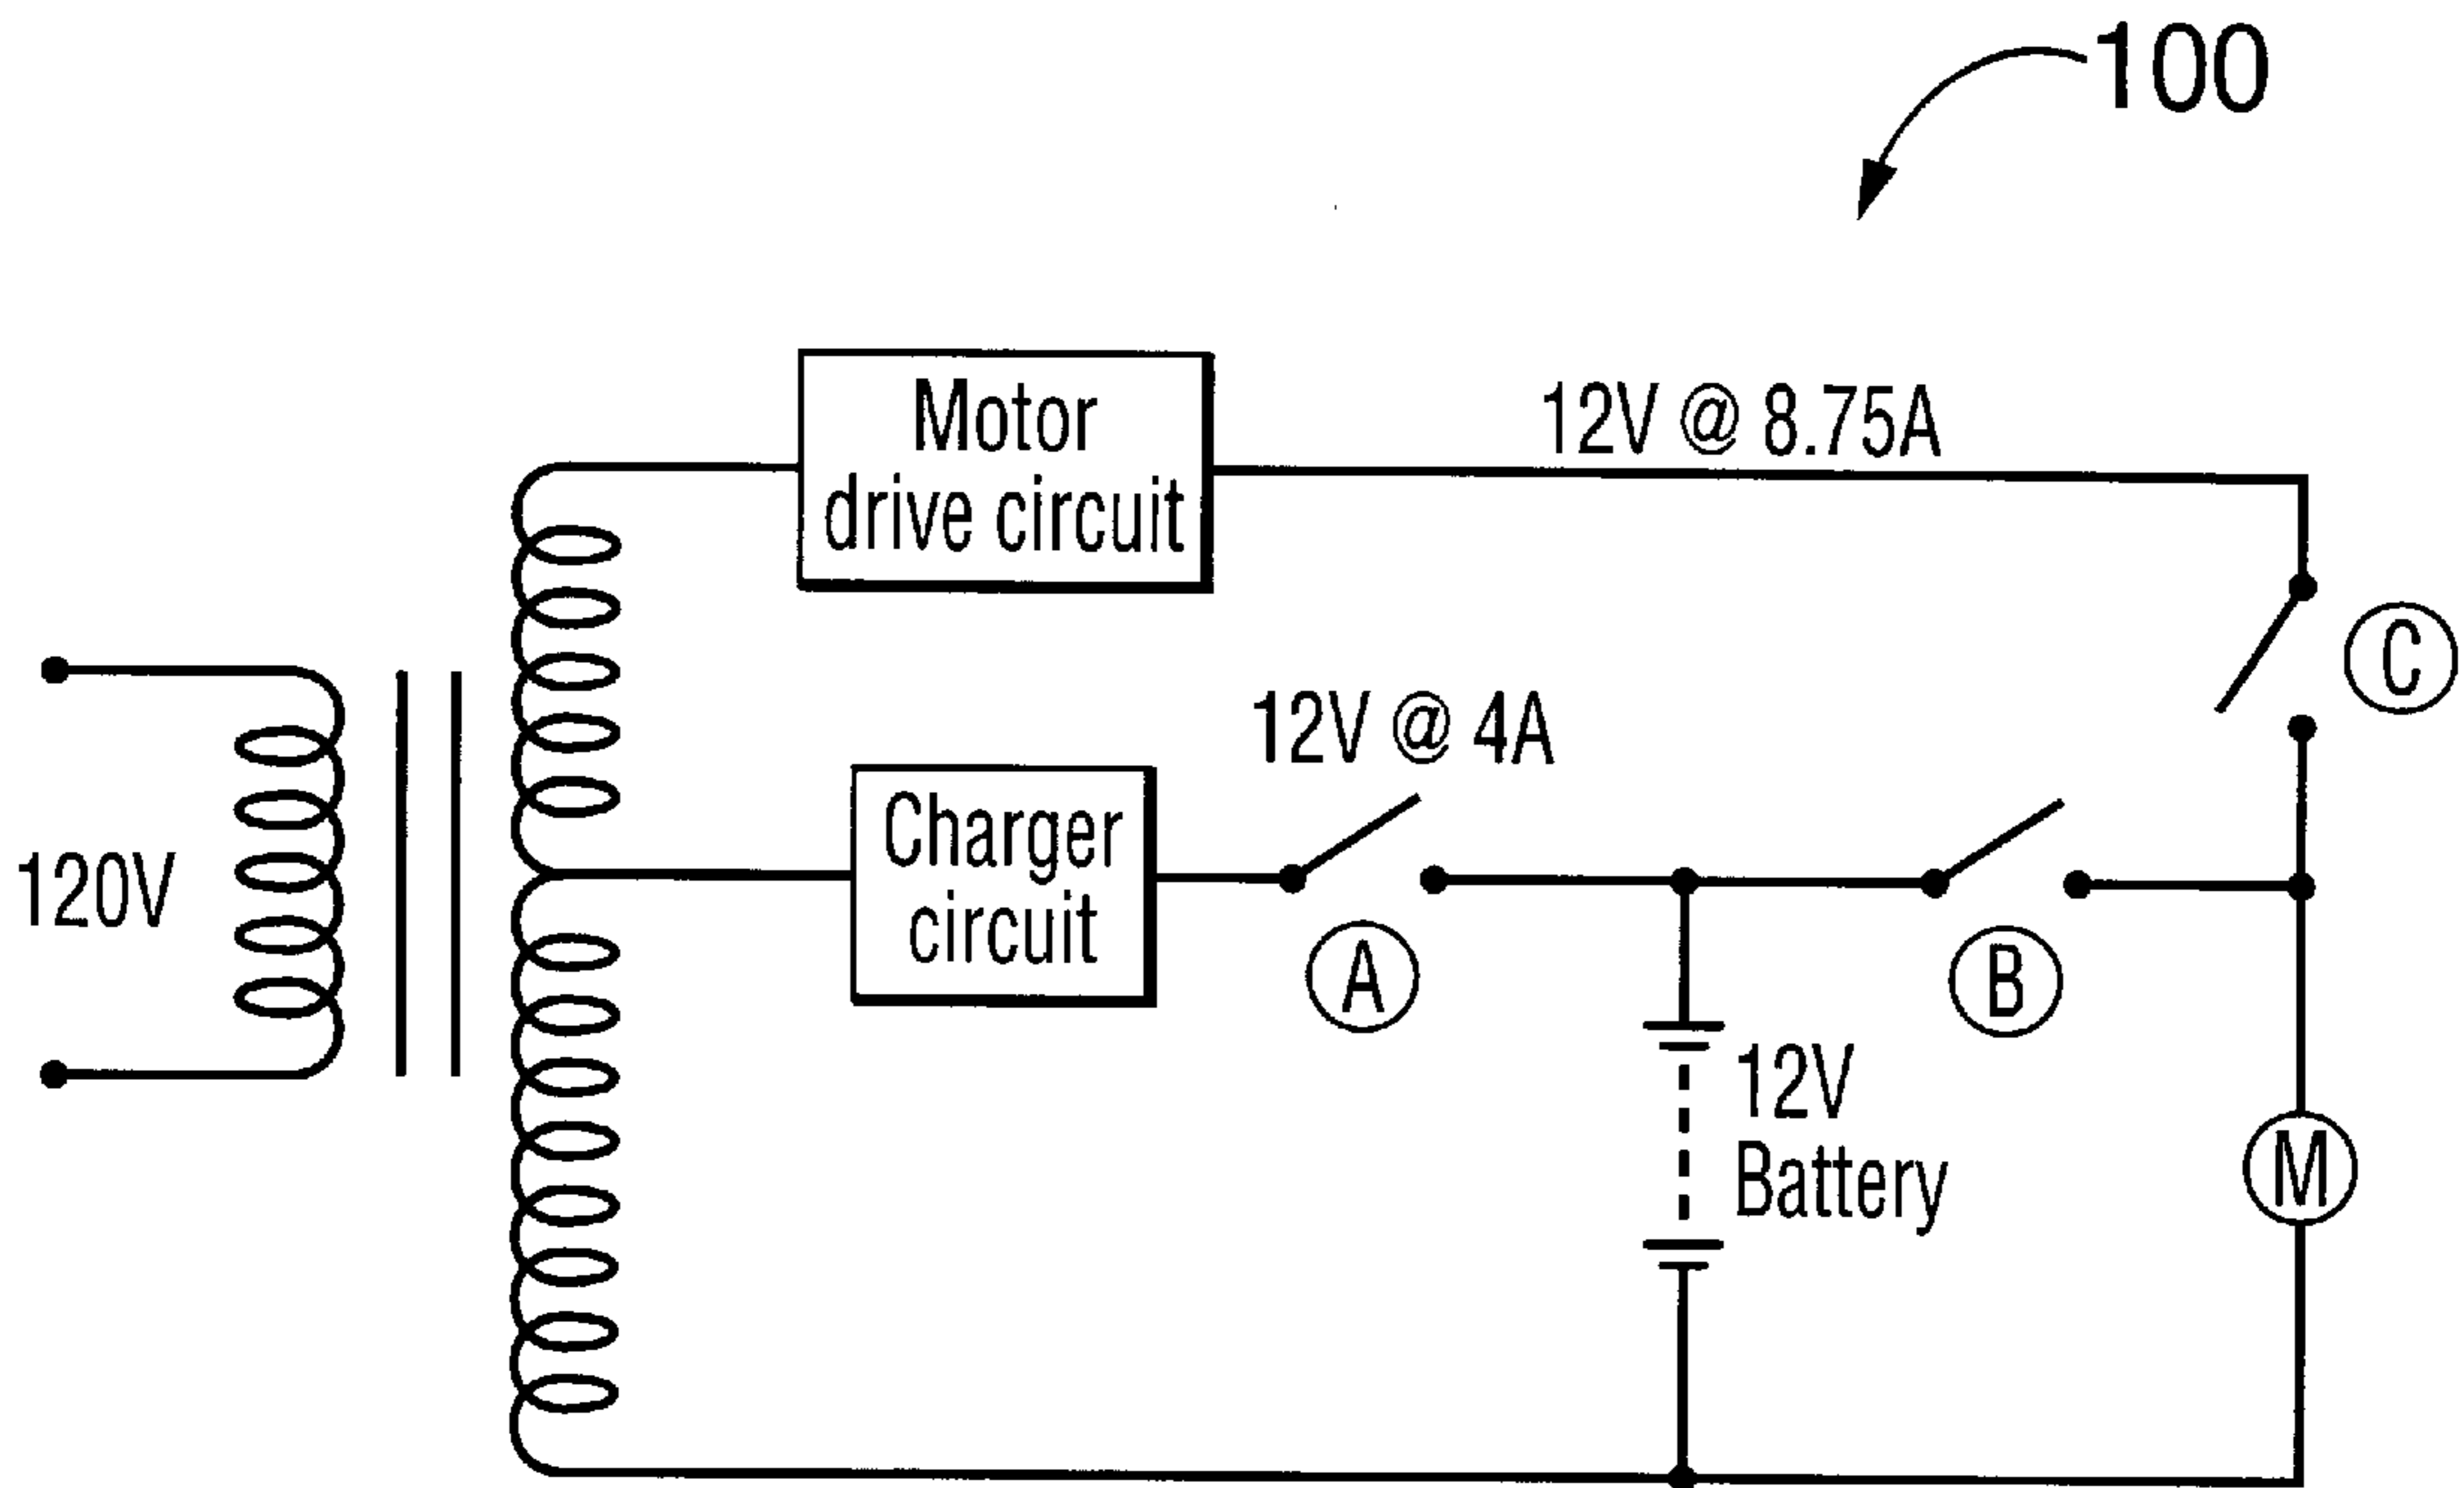 100
Motor
drive circuit
12V @ 8.75A
C
12V @ 4A
Charger
circuit
120V
A
B
12V
Battery
M